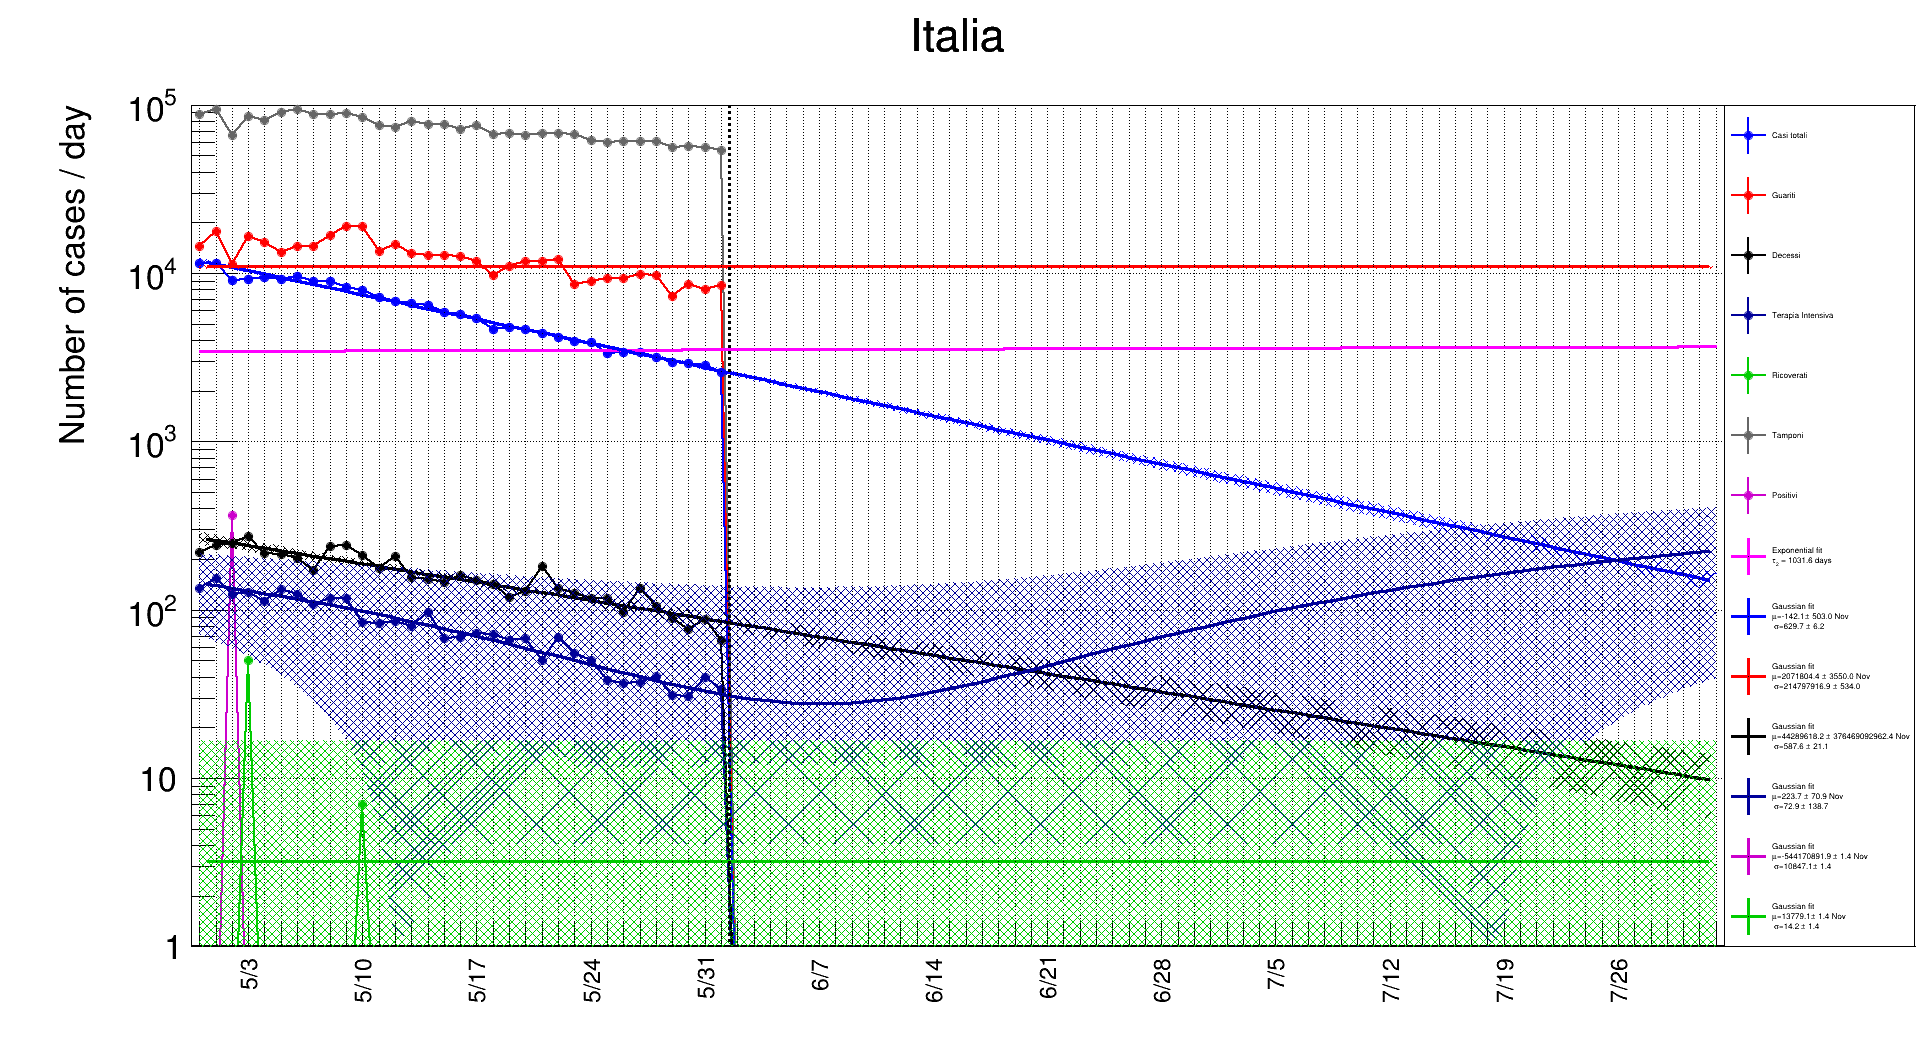 Italia
Number of cases / day
10^5
10^4
10^3
10^2
10
1
5/3
5/10
5/17
5/24
5/31
6/7
6/14
6/21
6/28
7/5
7/12
7/19
7/26
Casi totali
Guariti
Decessi
Terapia Intensiva
Ricoverati
Tamponi
Positivi
Exponential fit
τ₂ = 1031.6 days
Gaussian fit
μ=-142.1± 503.0 Nov
σ=629.7 ± 6.2
Gaussian fit
μ=2071804.4 ± 3550.0 Nov
σ=214797916.9 ± 534.0
Gaussian fit
μ=44289618.2 ± 376469092962.4 Nov
σ=587.6 ± 21.1
Gaussian fit
μ=223.7 ± 70.9 Nov
σ=72.9 ± 138.7
Gaussian fit
μ=-544170891.9 ± 1.4 Nov
σ=10847.1± 1.4
Gaussian fit
μ=13779.1± 1.4 Nov
σ=14.2 ± 1.4